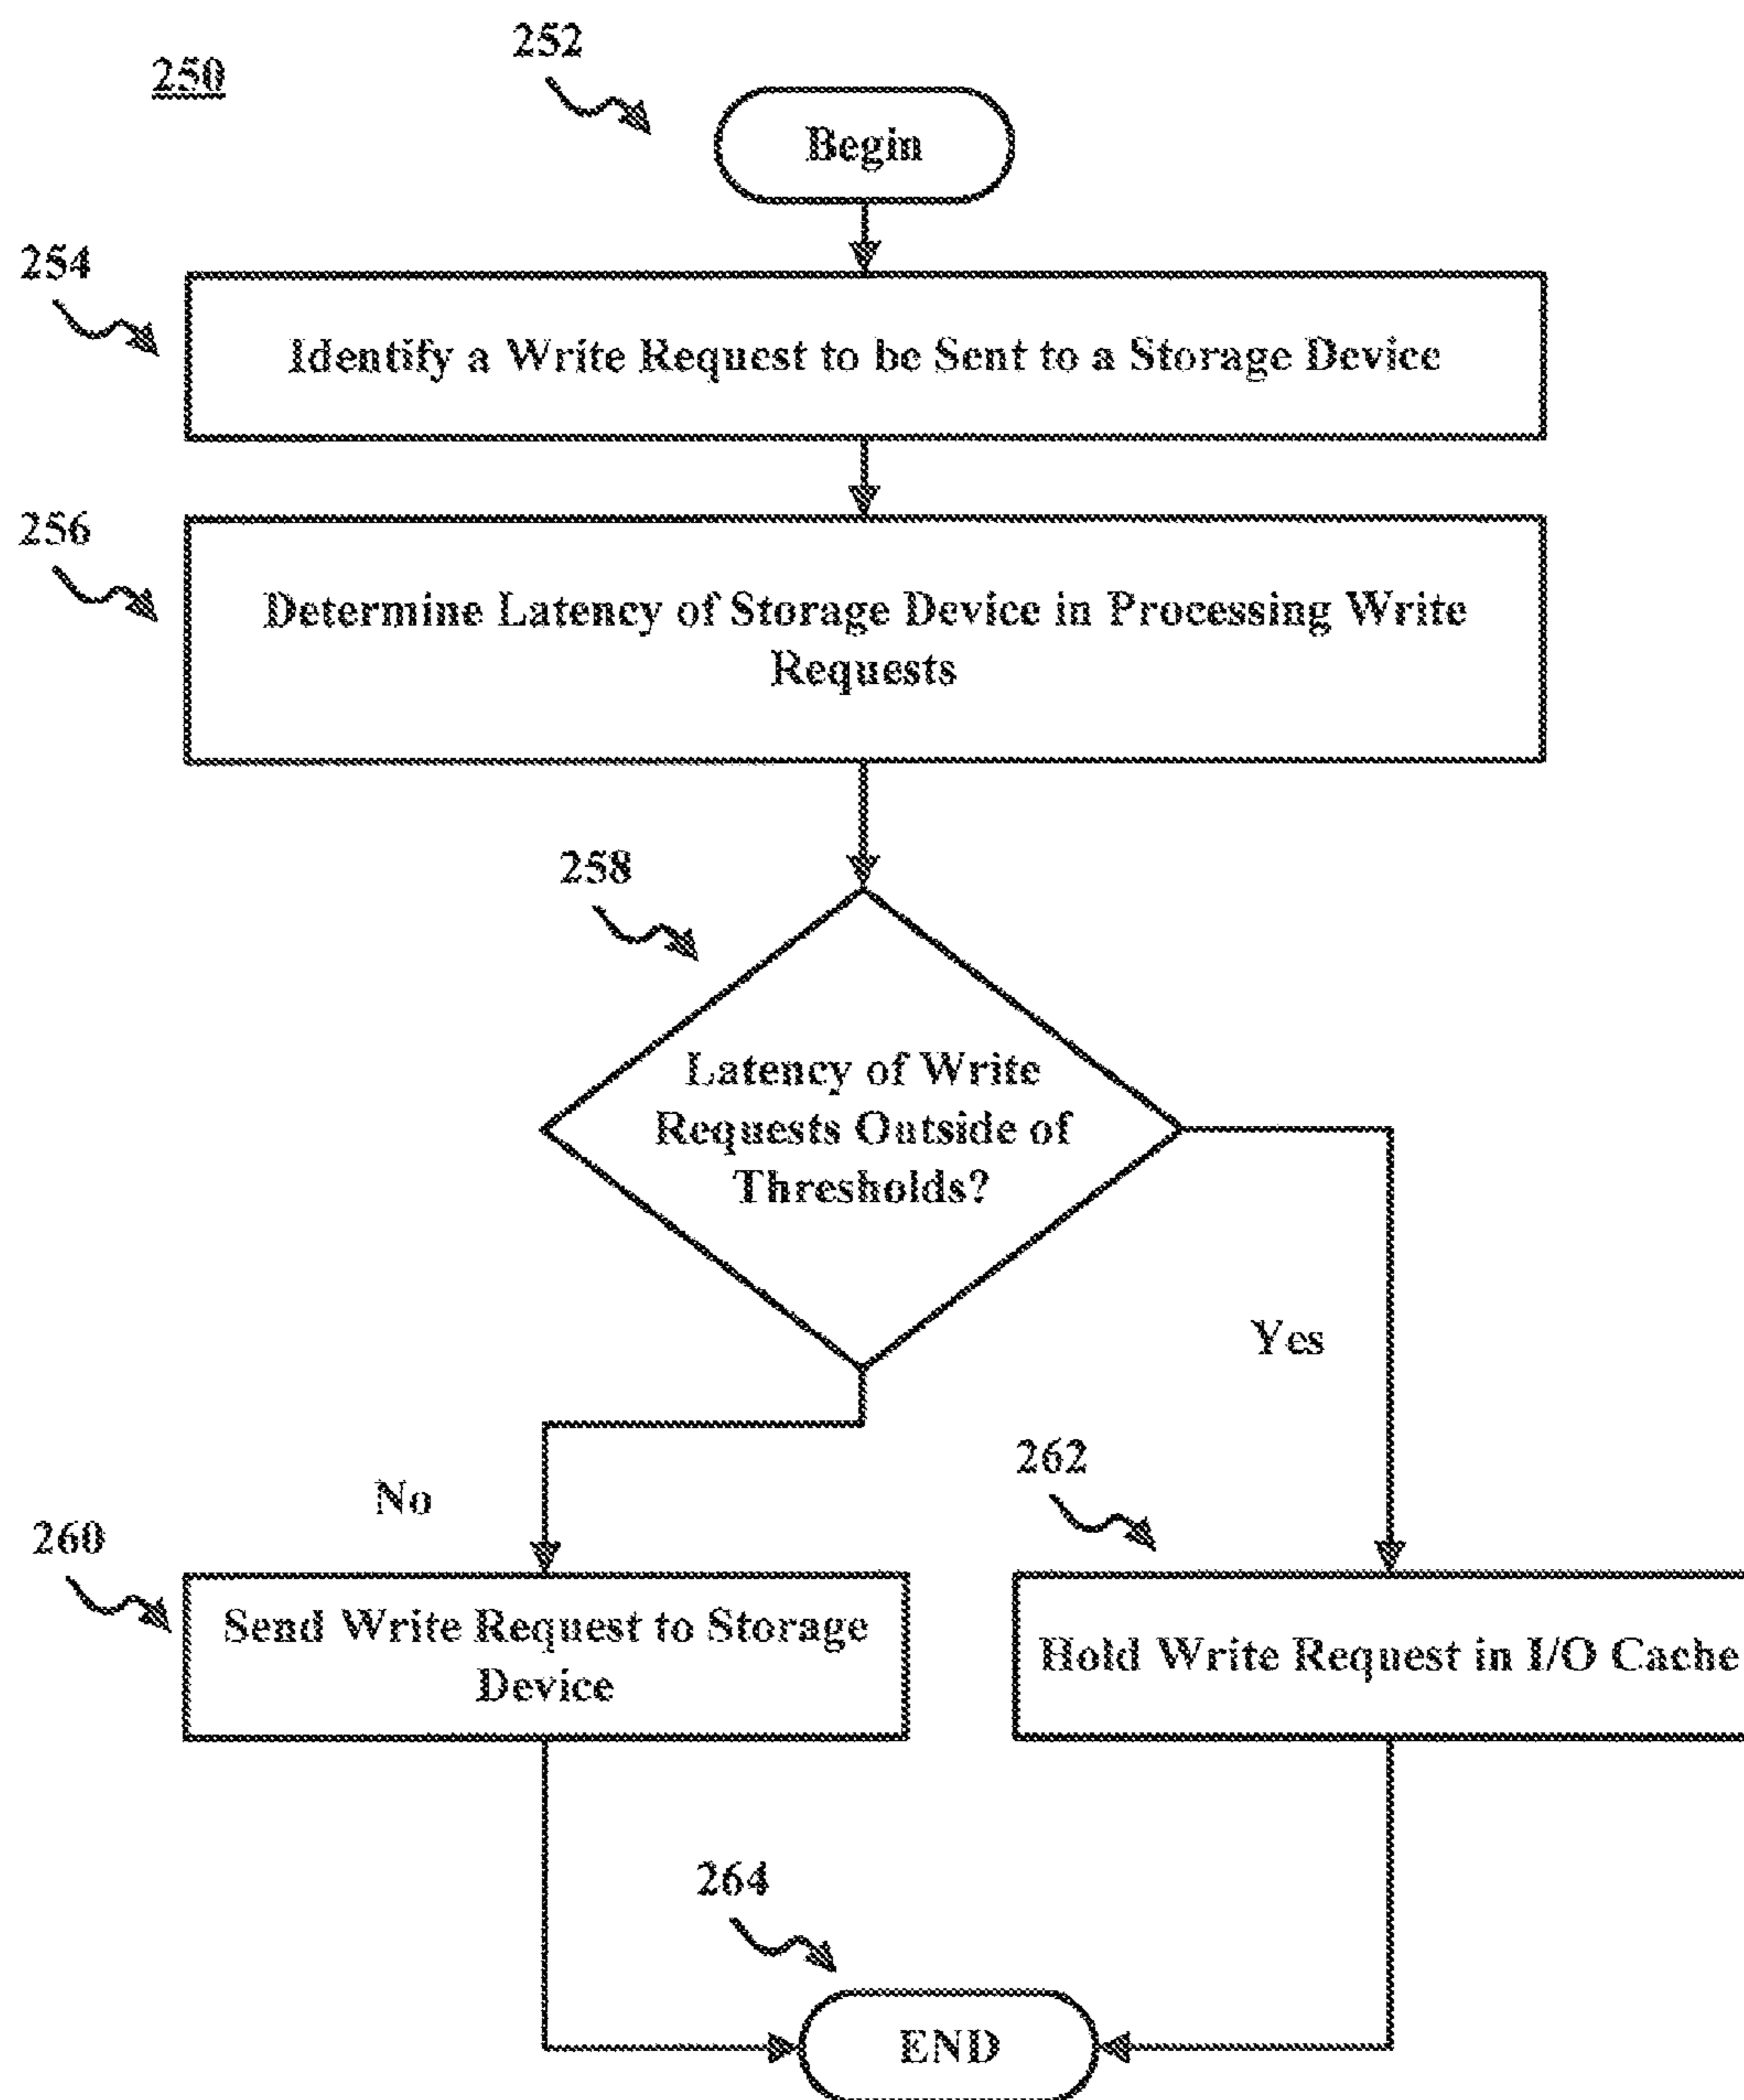 250
252
Begin
254
Identify a Write Request to be Sent to a Storage Device
256
Determine Latency of Storage Device in Processing Write
Requests
258
Latency of Write
Requests Outside of
Thresholds?
Yes
No
260
Send Write Request to Storage
Device
262
Hold Write Request in I/O Cache
264
END